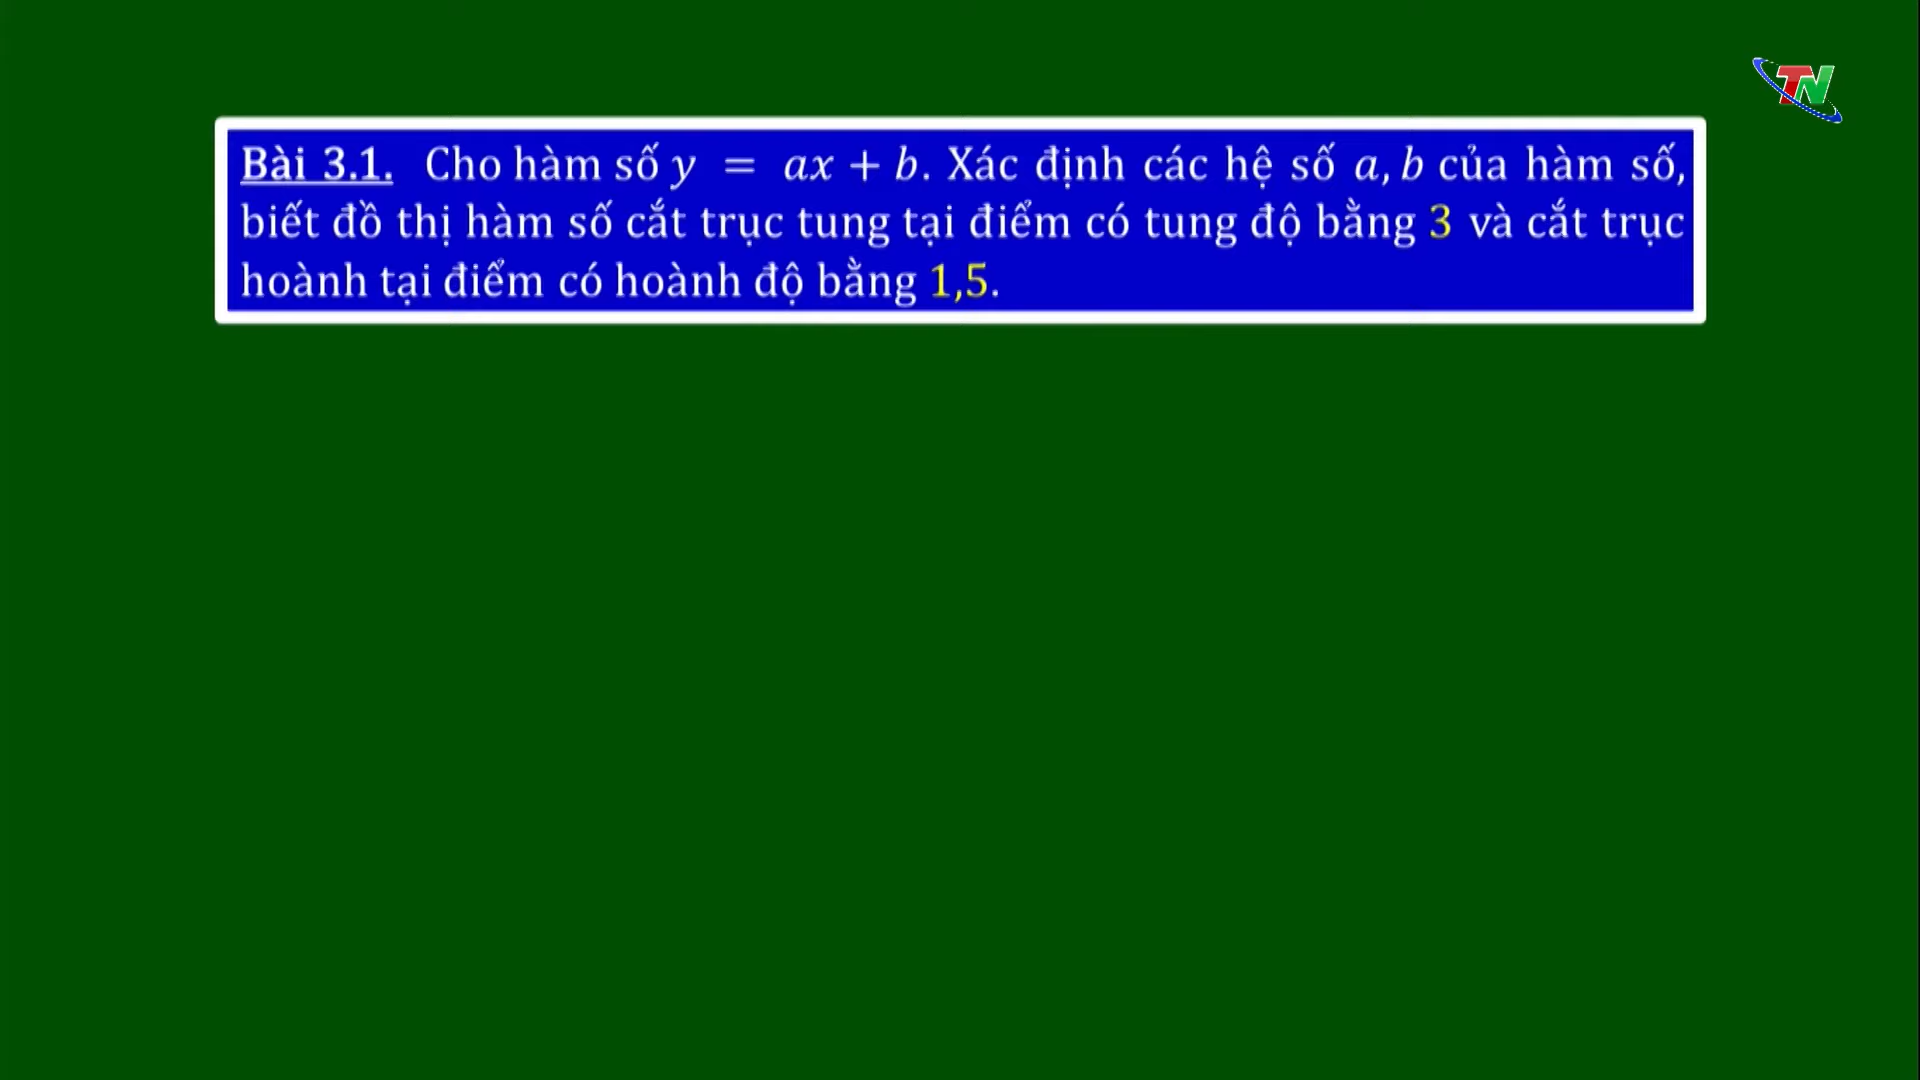 TN
Bài 3.1. Cho hàm số y = ax + b. Xác định các hệ số a, b của hàm số,
biết đồ thị hàm số cắt trục tung tại điểm có tung độ bằng 3 và cắt trục
hoành tại điểm có hoành độ bằng 1,5.